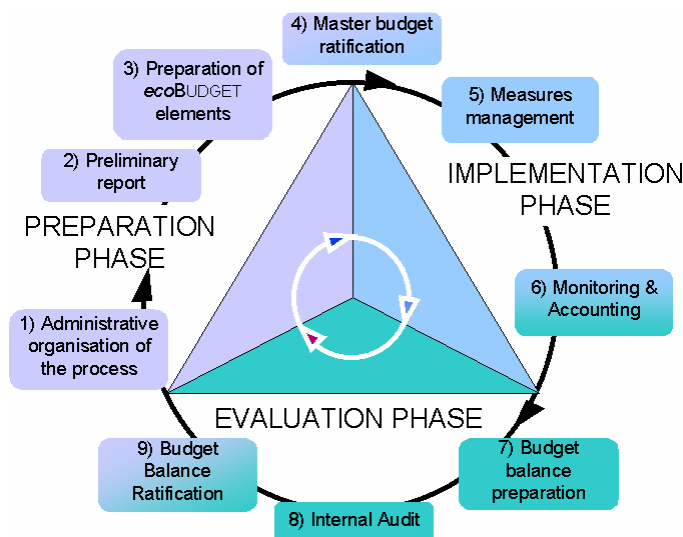 1) Administrative
organisation of
the process
2) Preliminary
report
3) Preparation of
ecoBUDGET
elements
4) Master budget
ratification
5) Measures
management
6) Monitoring &
Accounting
7) Budget
balance
preparation
8) Internal Audit
9) Budget
Balance
Ratification
PREPARATION
PHASE
IMPLEMENTATION
PHASE
EVALUATION PHASE